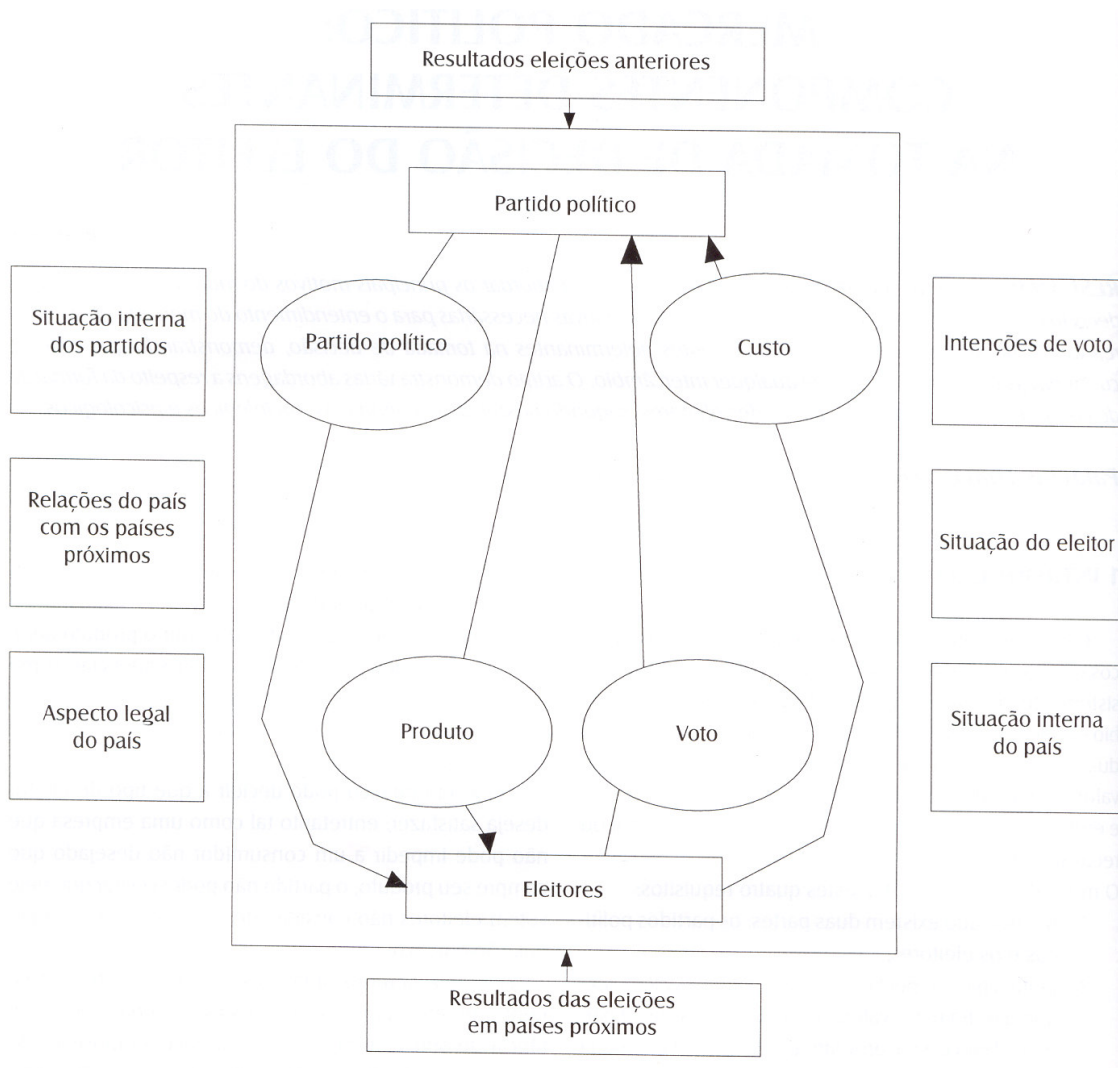 Resultados eleições anteriores
Partido político
Situação interna
dos partidos
Partido político
Custo
Intenções de voto
Relações do país
com os países
próximos
Situação do eleitor
Aspecto legal
do país
Produto
Voto
Situação interna
do país
Eleitores
Resultados das eleições
em países próximos